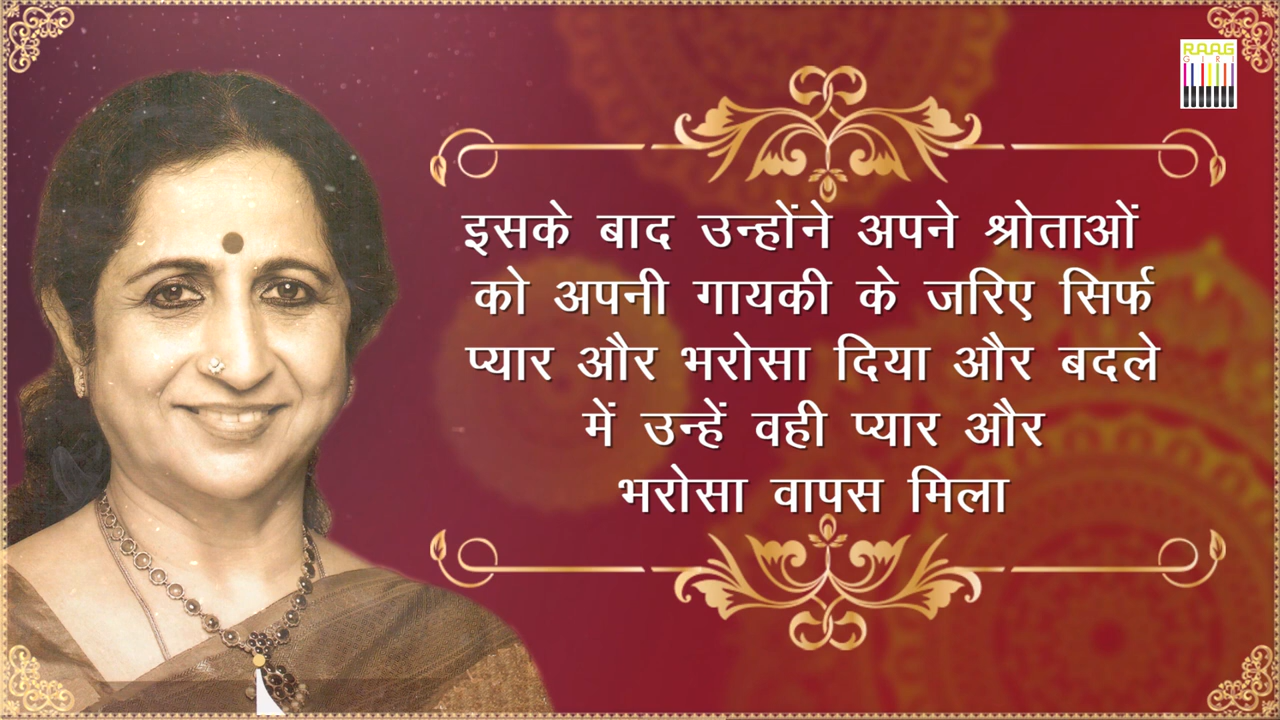 RAAG
GIRI
इसके बाद उन्होंने अपने श्रोताओं
को अपनी गायकी के जरिए सिर्फ
प्यार और भरोसा दिया और बदले
में उन्हें वही प्यार और
भरोसा वापस मिला